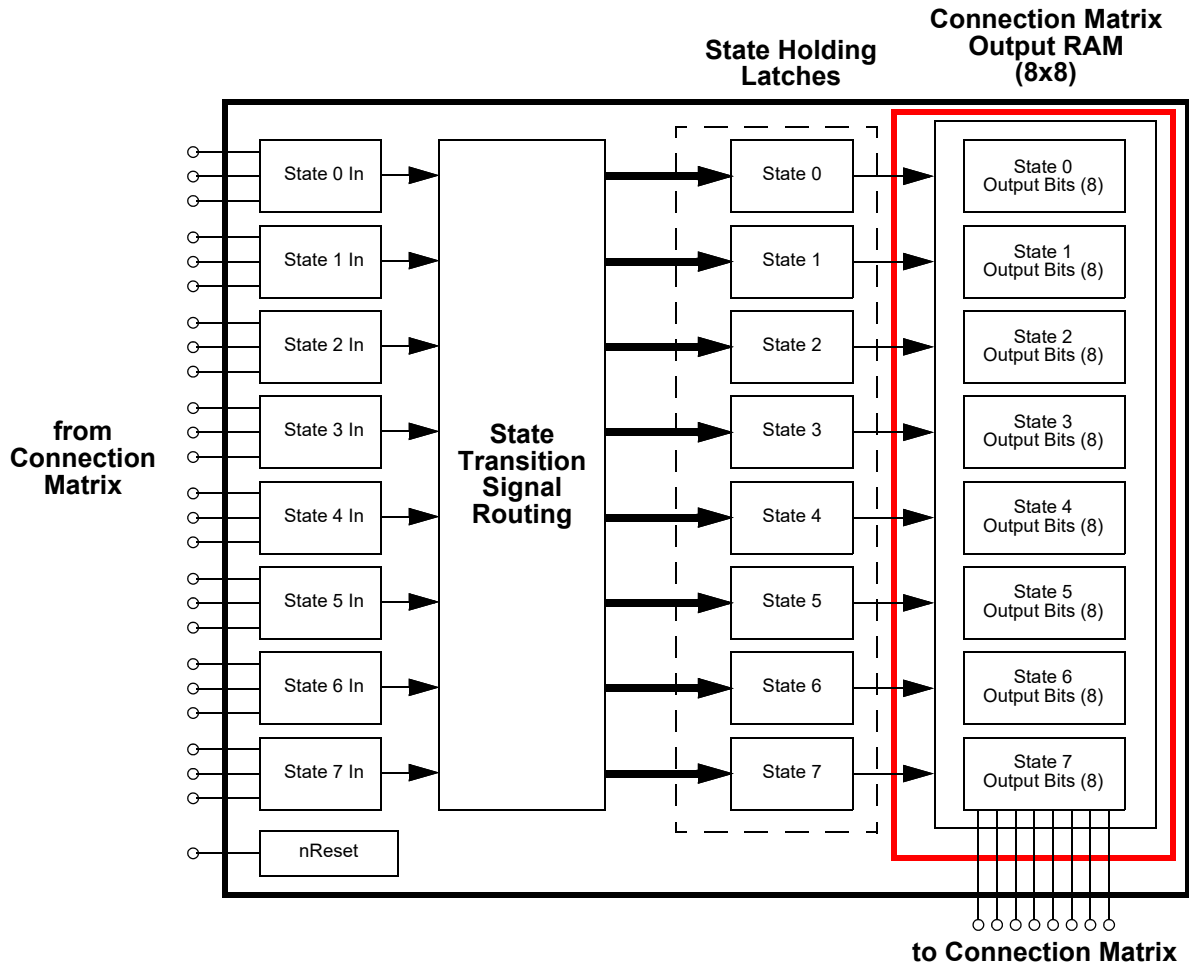 Connection Matrix
Output RAM
(8x8)
State Holding
Latches
State 0 In
State 0
State 0
Output Bits (8)
State 1 In
State 1
State 1
Output Bits (8)
State 2 In
State 2
State 2
Output Bits (8)
from
Connection
Matrix
State 3 In
State
Transition
Signal
Routing
State 3
State 3
Output Bits (8)
State 4 In
State 4
State 4
Output Bits (8)
State 5 In
State 5
State 5
Output Bits (8)
State 6 In
State 6
State 6
Output Bits (8)
State 7 In
State 7
State 7
Output Bits (8)
nReset
to Connection Matrix